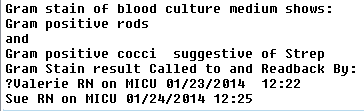 Gram stain of blood culture medium shows:
Gram positive rods
and
Gram positive cocci suggestive of Strep
Gram Stain result Called to and Readback By:
?Valerie RN on MICU 01/23/2014 12:22
Sue RN on MICU 01/24/2014 12:25